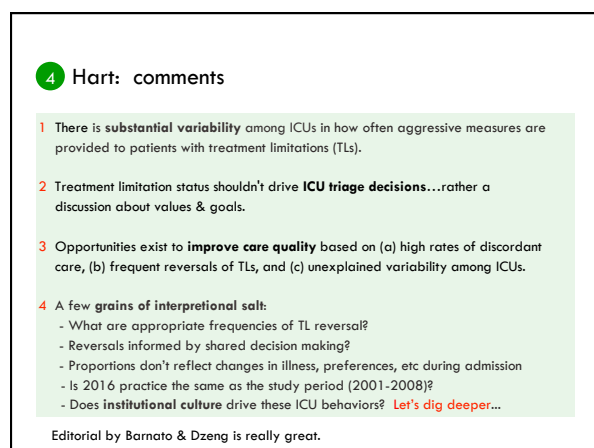 4 Hart: comments
1 There is substantial variability among ICUs in how often aggressive measures are
provided to patients with treatment limitations (TLs).
2 Treatment limitation status shouldn't drive ICU triage decisions...rather a
discussion about values & goals.
3 Opportunities exist to improve care quality based on (a) high rates of discordant
care, (b) frequent reversals of TLs, and (c) unexplained variability among ICUs.
4 A few grains of interpretional salt:
- What are appropriate frequencies of TL reversal?
- Reversals informed by shared decision making?
- Proportions don't reflect changes in illness, preferences, etc during admission
- Is 2016 practice the same as the study period (2001-2008)?
- Does institutional culture drive these ICU behaviors? Let's dig deeper...
Editorial by Barnato & Dzeng is really great.